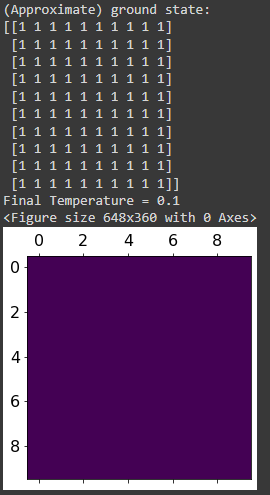 (Approximate) ground state:
[[1 1 1 1 1 1 1 1 1 1]
 [1 1 1 1 1 1 1 1 1 1]
 [1 1 1 1 1 1 1 1 1 1]
 [1 1 1 1 1 1 1 1 1 1]
 [1 1 1 1 1 1 1 1 1 1]
 [1 1 1 1 1 1 1 1 1 1]
 [1 1 1 1 1 1 1 1 1 1]
 [1 1 1 1 1 1 1 1 1 1]
 [1 1 1 1 1 1 1 1 1 1]
 [1 1 1 1 1 1 1 1 1 1]]
Final Temperature = 0.1
<Figure size 648x360 with 0 Axes>
0 2 4 6 8
0
2
4
6
8